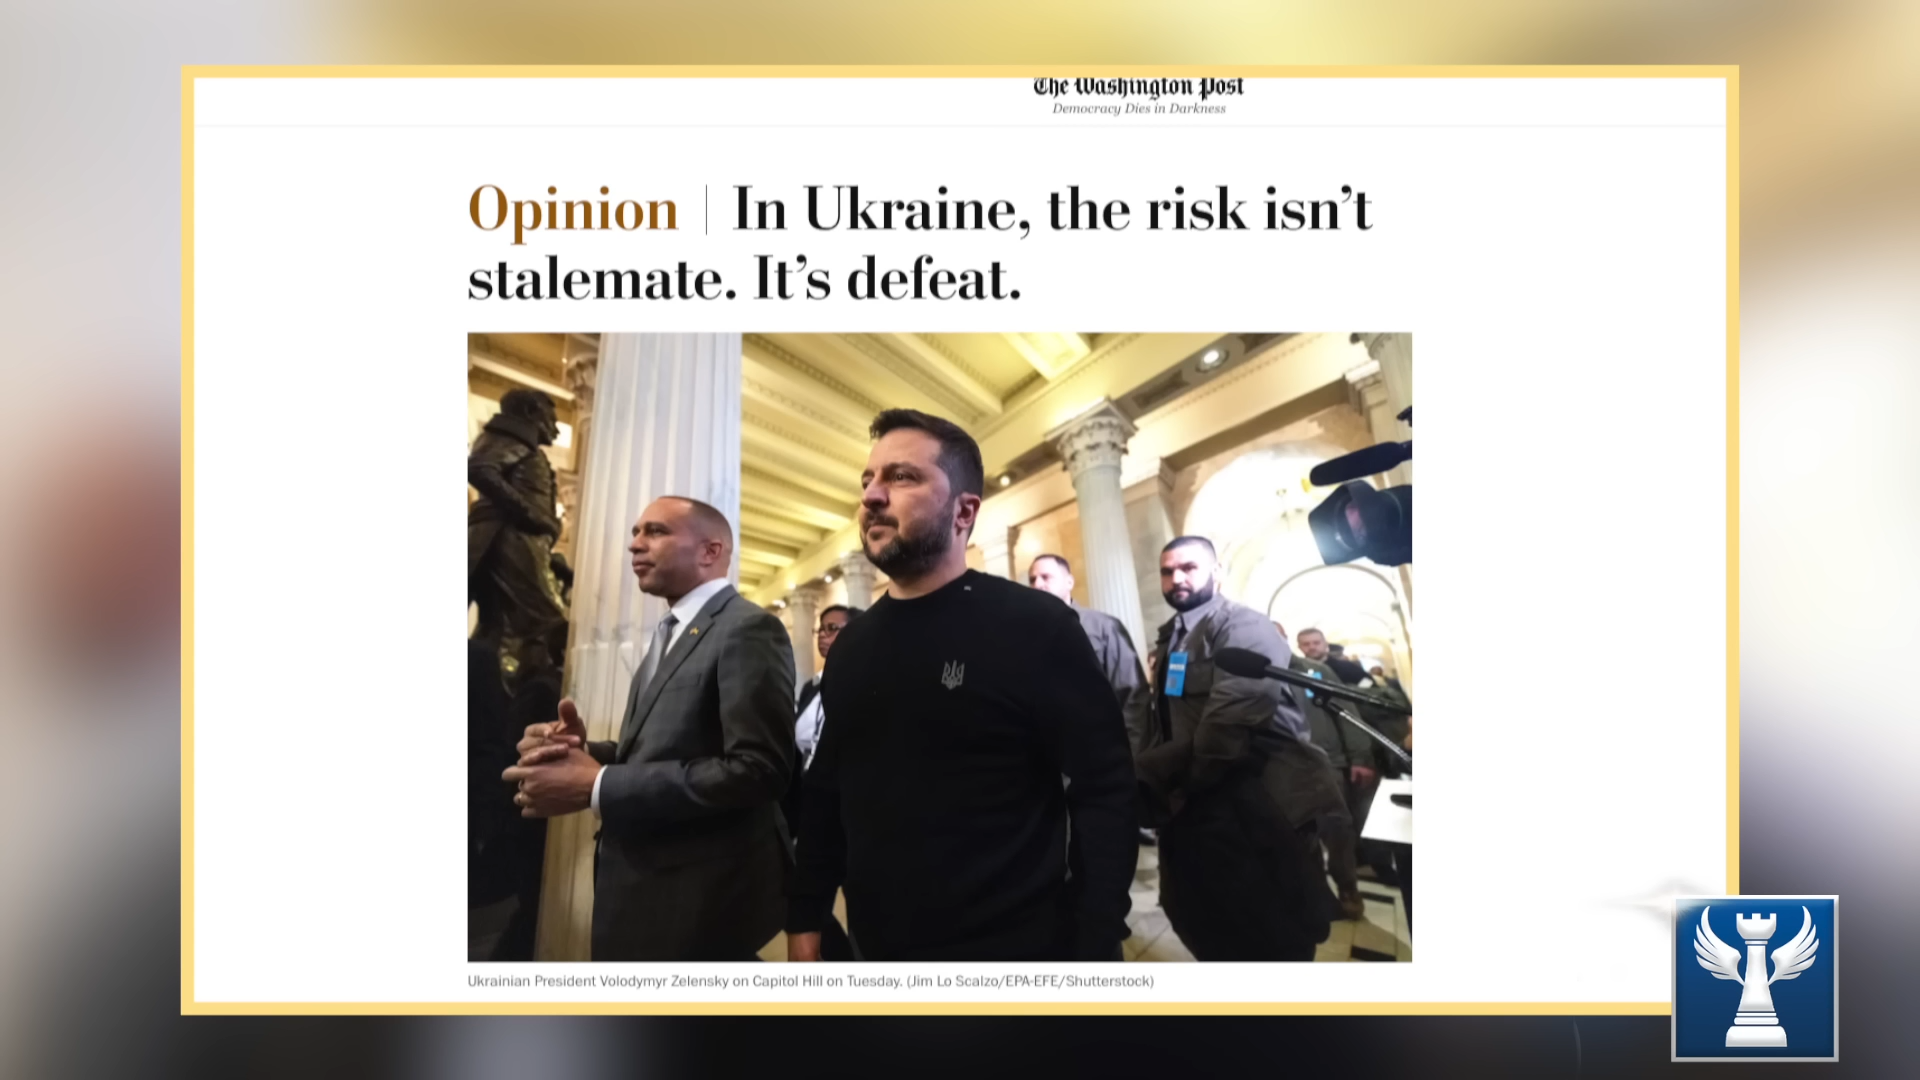 The Washington Post
Democracy Dies in Darkness
Opinion | In Ukraine, the risk isn’t
stalemate. It’s defeat.
Ukrainian President Volodymyr Zelensky on Capitol Hill on Tuesday. (Jim Lo Scalzo/EPA-EFE/Shutterstock)